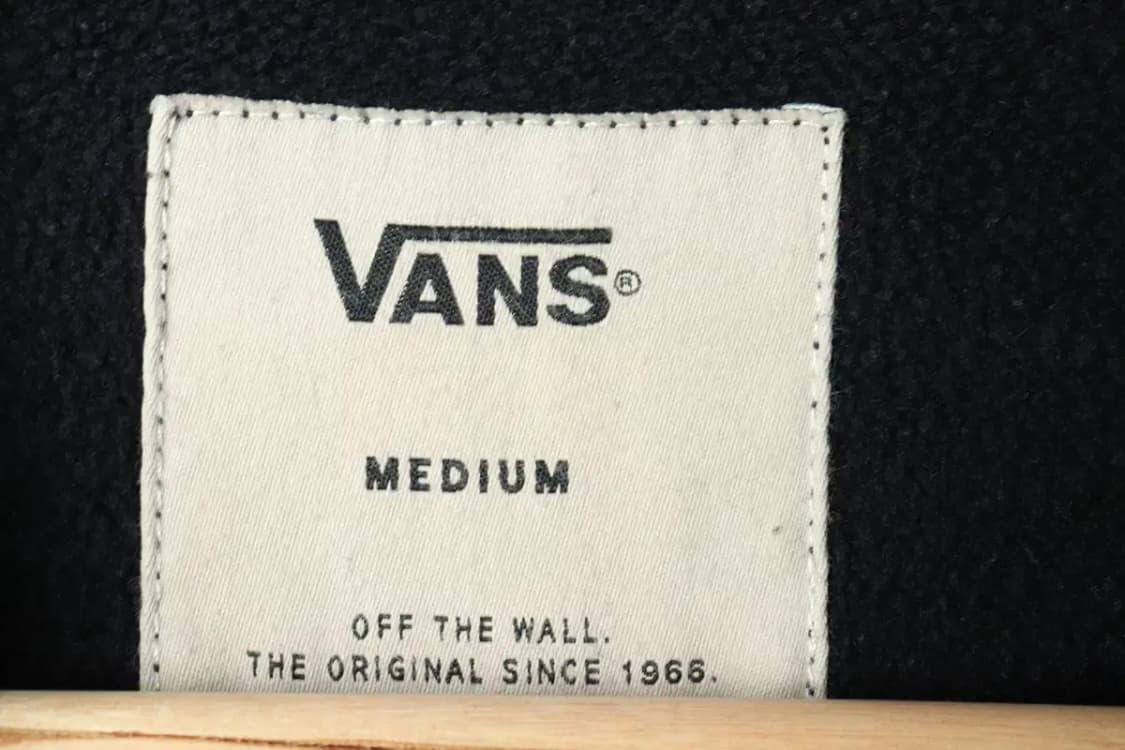 VANS®
MEDIUM
OFF THE WALL.
THE ORIGINAL SINCE 1966.